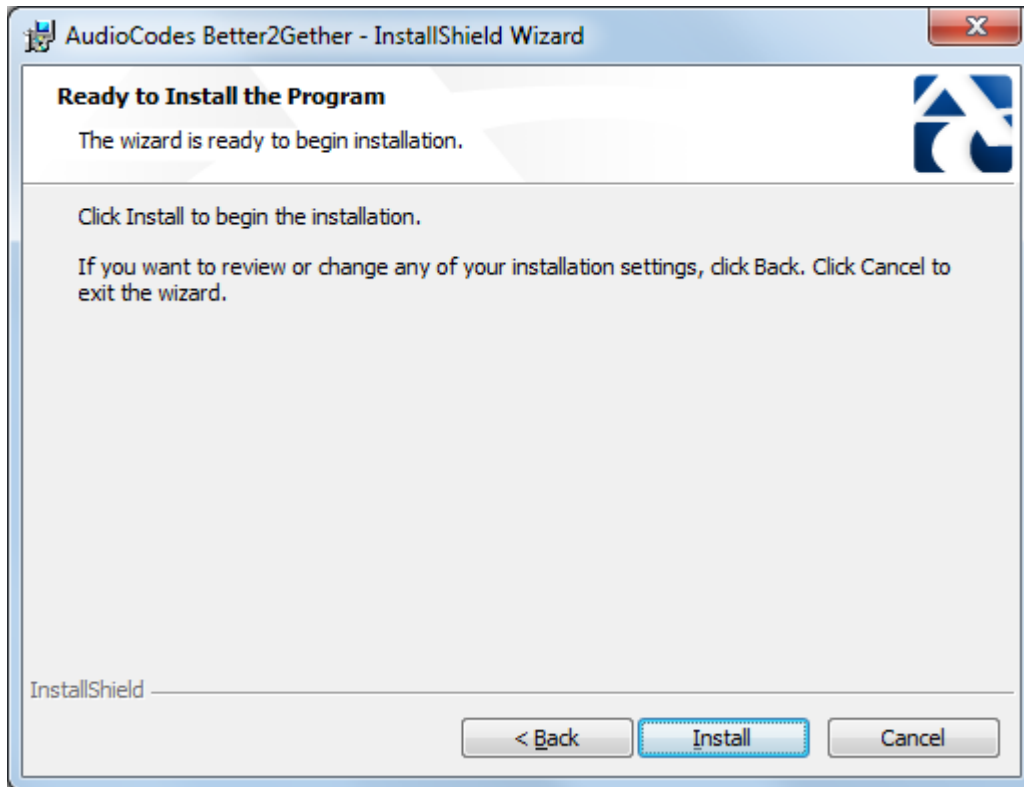 AudioCodes Better2Gether - InstallShield Wizard
Ready to Install the Program
The wizard is ready to begin installation.
Click Install to begin the installation.
If you want to review or change any of your installation settings, click Back. Click Cancel to
exit the wizard.
InstallShield
< Back
Install
Cancel